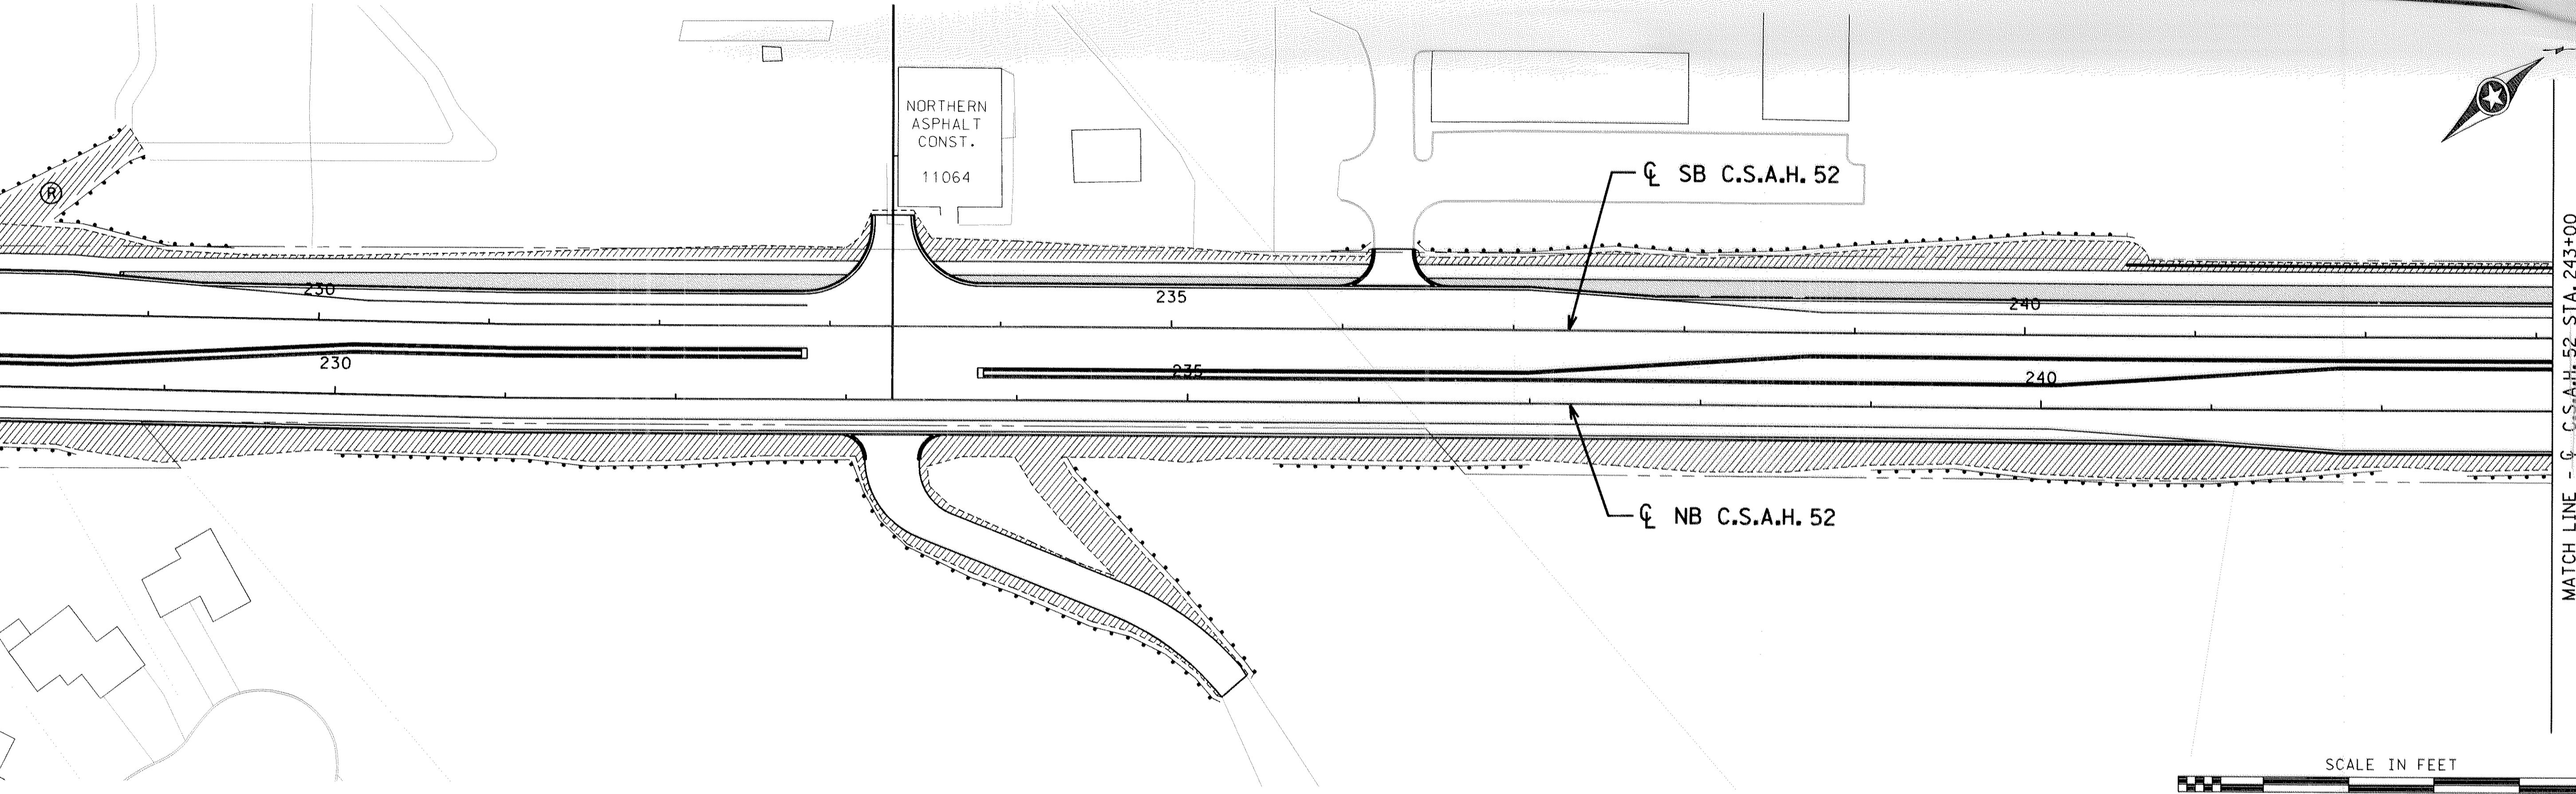 NORTHERN
ASPHALT
CONST.
11064
R
℄ SB C.S.A.H. 52
230
235
240
230
235
240
℄ NB C.S.A.H. 52
MATCH LINE - ℄ C.S.A.H. 52 STA. 243+00
SCALE IN FEET